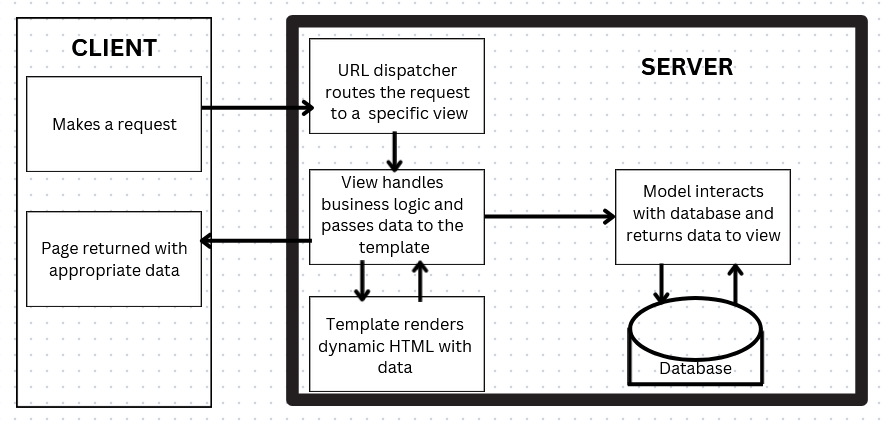 CLIENT
Makes a request
Page returned with
appropriate data
SERVER
URL dispatcher
routes the request
to a specific view
View handles
business logic and
passes data to the
template
Template renders
dynamic HTML with
data
Model interacts
with database and
returns data to view
Database